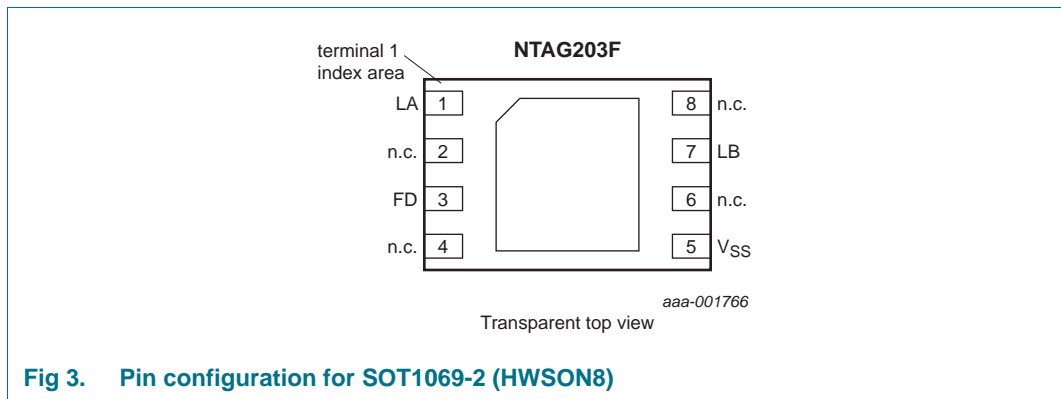 terminal 1
index area
NTAG203F
LA 1
8 n.c.
n.c. 2
7 LB
FD 3
6 n.c.
n.c. 4
5 VSS
aaa-001766
Transparent top view
Fig 3. Pin configuration for SOT1069-2 (HWSON8)